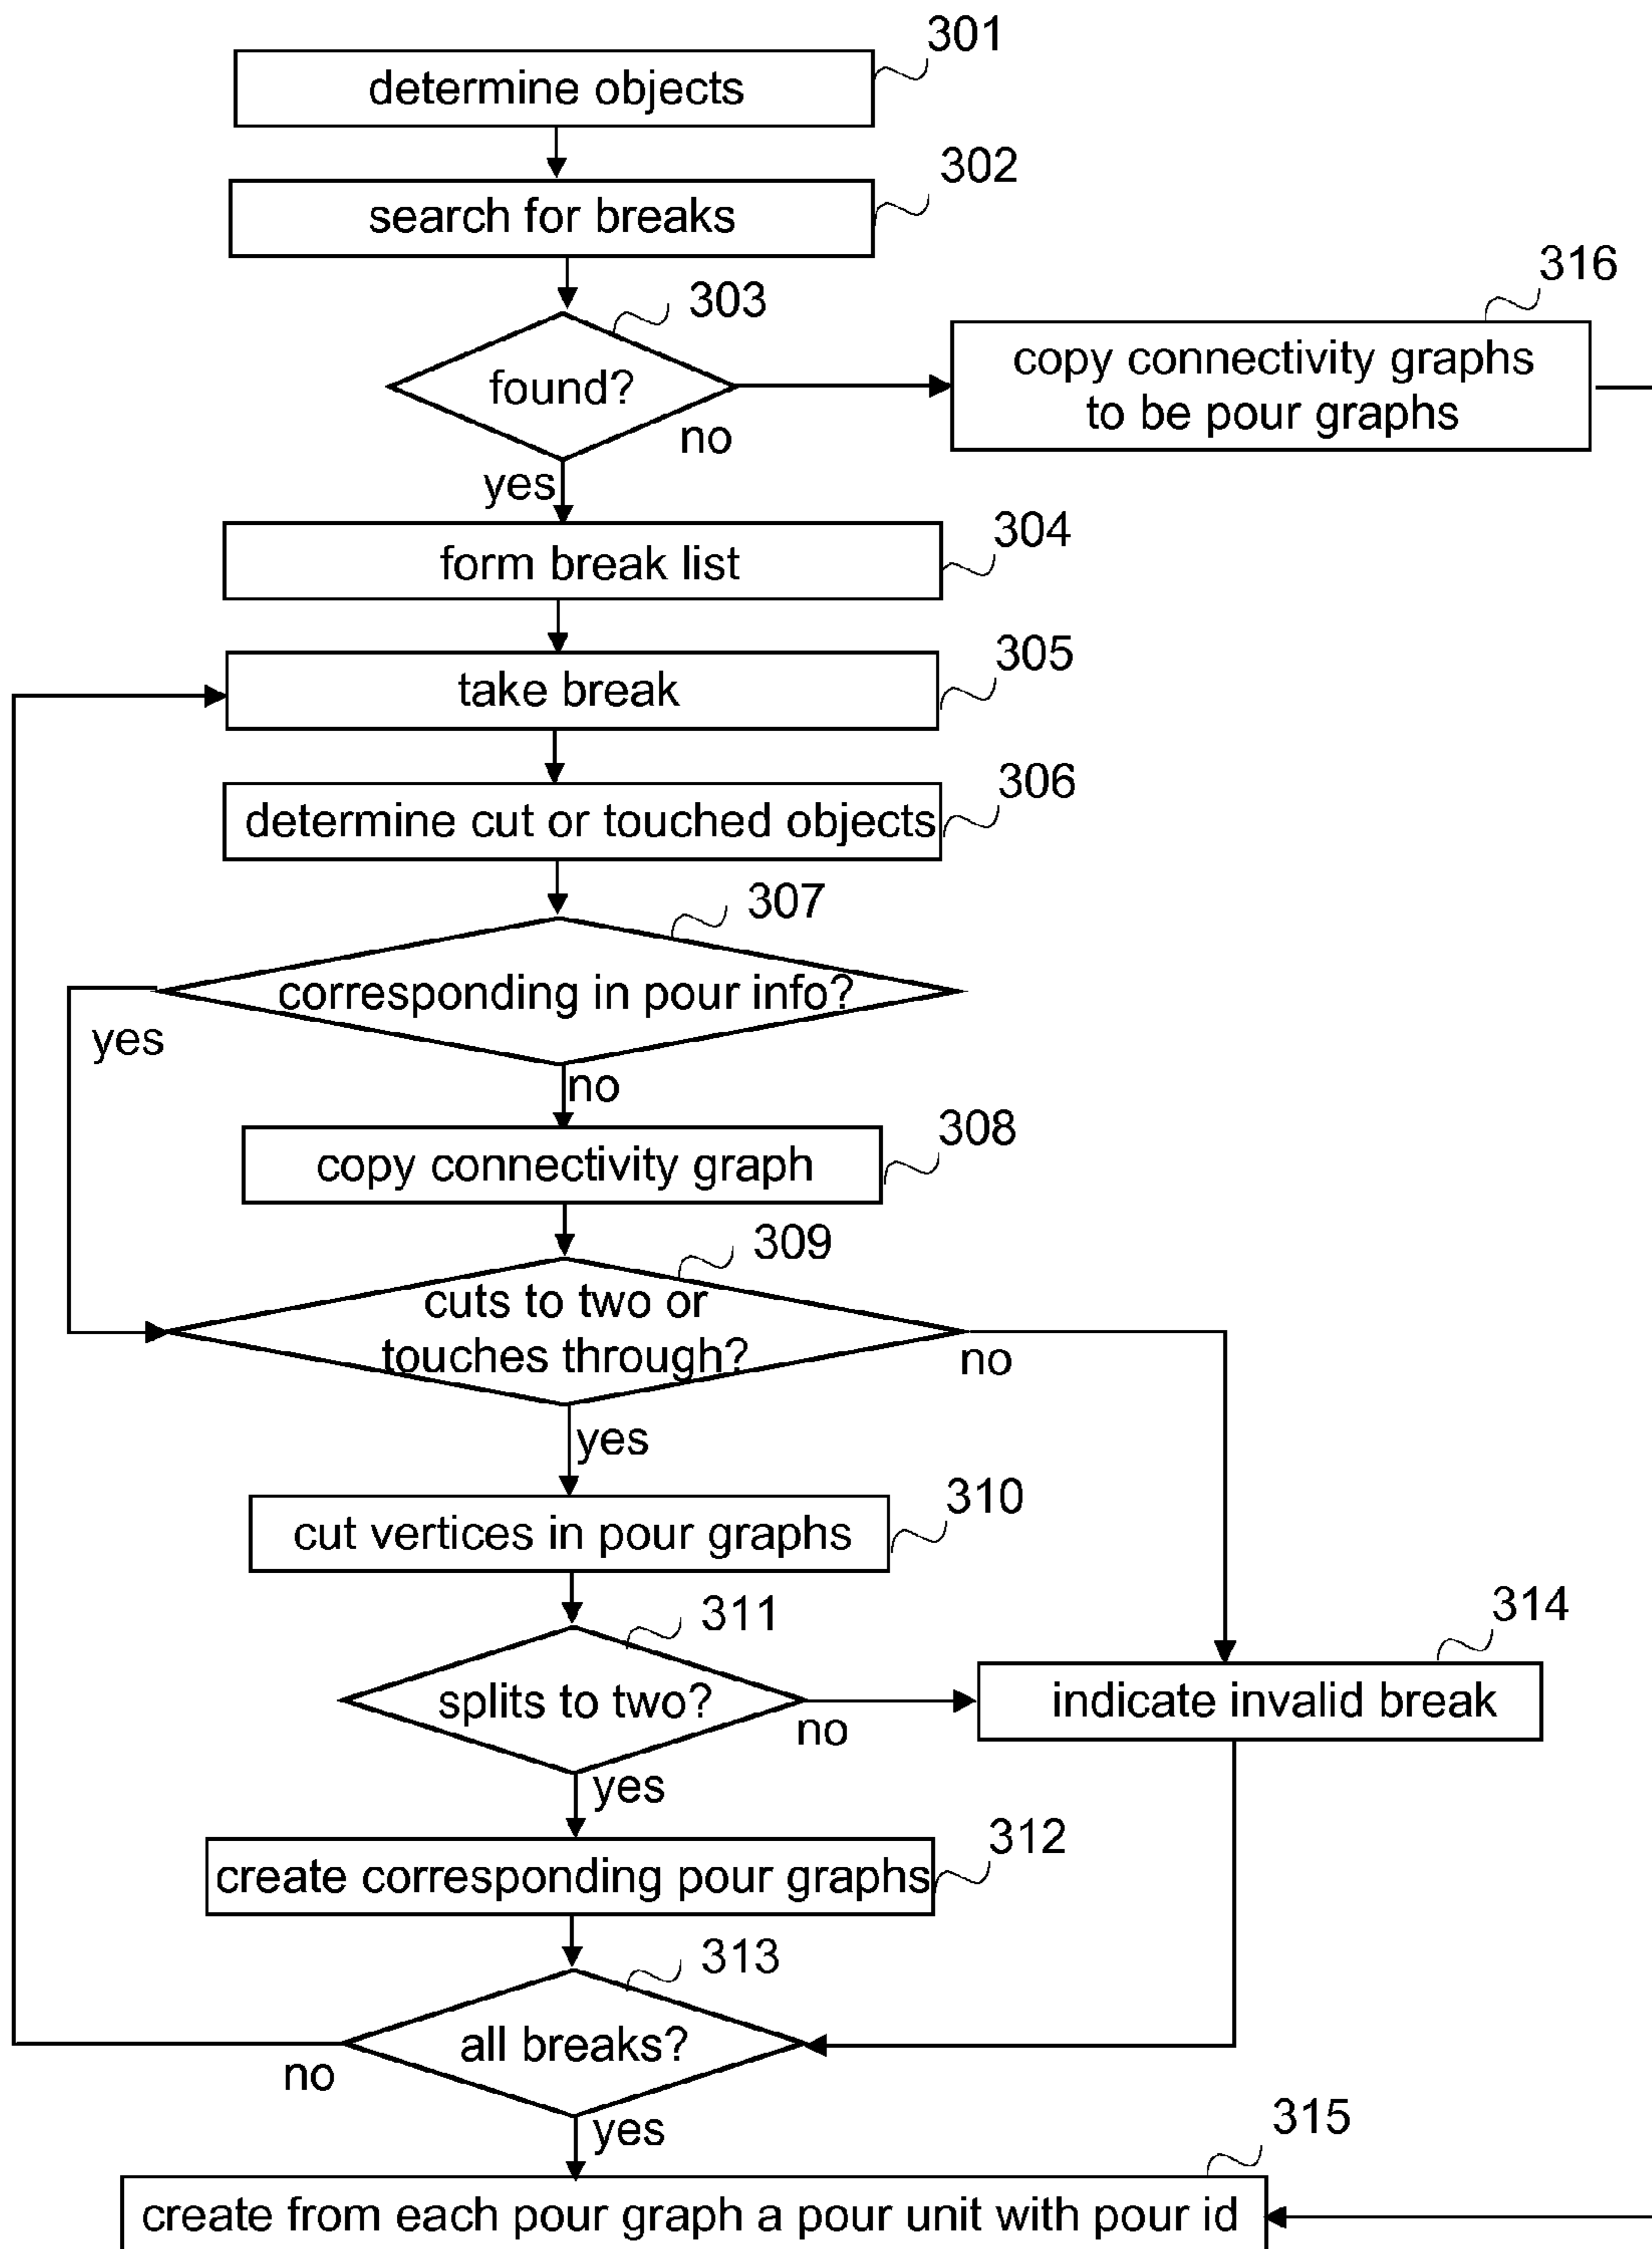 301
determine objects
302
search for breaks
303
found?
no
yes
316
copy connectivity graphs
to be pour graphs
304
form break list
305
take break
306
determine cut or touched objects
307
corresponding in pour info?
yes
no
308
copy connectivity graph
309
cuts to two or
touches through?
no
yes
310
cut vertices in pour graphs
311
splits to two?
no
yes
314
indicate invalid break
312
create corresponding pour graphs
313
all breaks?
no
yes
315
create from each pour graph a pour unit with pour id